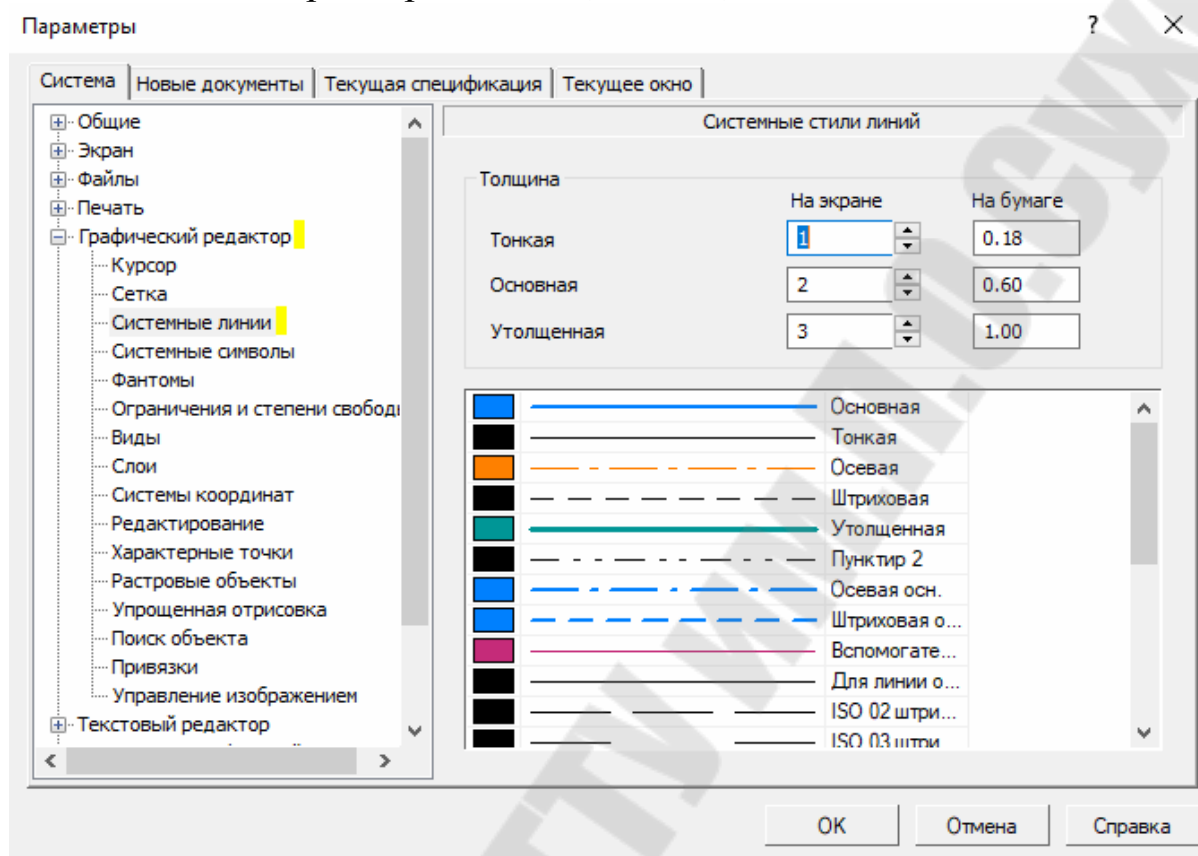 Параметры
?
Система
Новые документы
Текущая спецификация
Текущее окно
Общие
Экран
Файлы
Печать
Графический редактор
Курсор
Сетка
Системные линии
Системные символы
Фантомы
Ограничения и степени свободы
Виды
Слои
Системы координат
Редактирование
Характерные точки
Растровые объекты
Упрощенная отрисовка
Поиск объекта
Привязки
Управление изображением
Текстовый редактор
Системные стили линий
Толщина
На экране На бумаге
Тонкая 1 0.18
Основная 2 0.60
Утолщенная 3 1.00
Основная
Тонкая
Осевая
Штриховая
Утолщенная
Пунктир 2
Осевая осн.
Штриховая о...
Вспомогате...
Для линии о...
ISO 02 штри...
ISO 03 штри
OK Отмена Справка